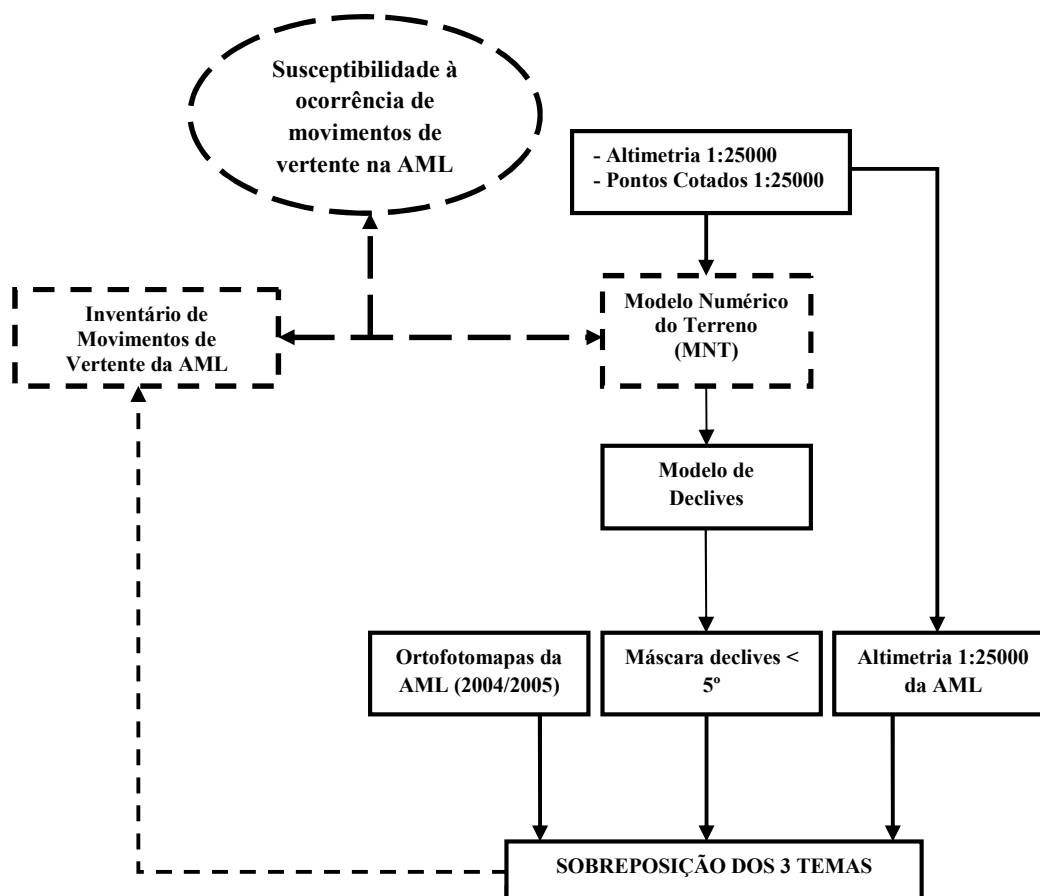 Susceptibilidade à
ocorrência de
movimentos de
vertente na AML
- Altimetria 1:25000
- Pontos Cotados 1:25000
Inventário de
Movimentos de
Vertente da AML
Modelo Numérico
do Terreno
(MNT)
Modelo de
Declives
Ortofotomapas da
AML (2004/2005)
Máscara declives <
5º
Altimetria 1:25000
da AML
SOBREPOSIÇÃO DOS 3 TEMAS